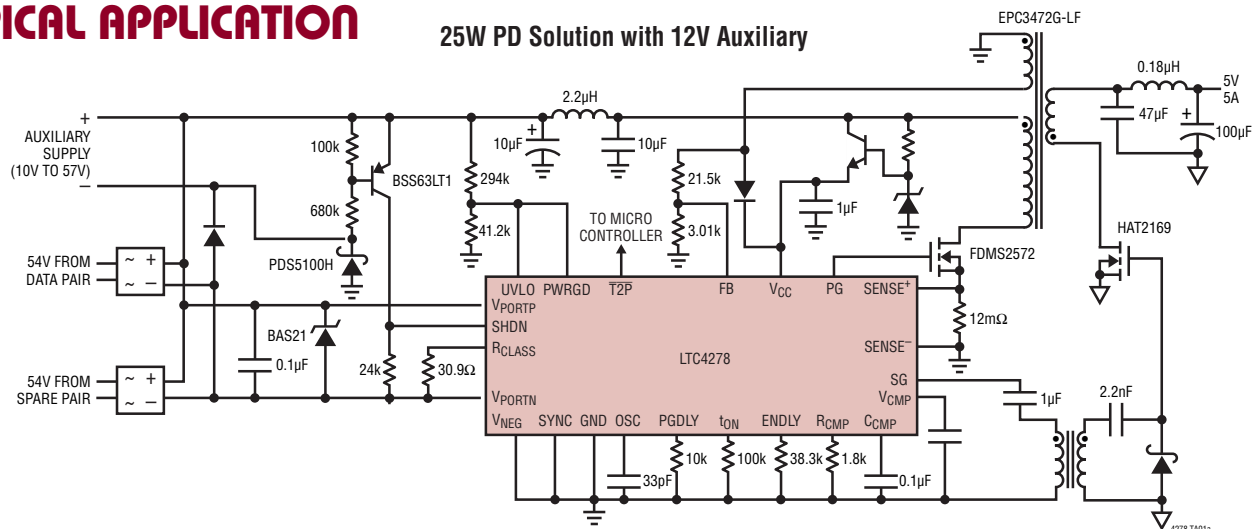 PICAL APPLICATION
25W PD Solution with 12V Auxiliary
EPC3472G-LF
+
AUXILIARY
SUPPLY
(10V TO 57V)
–
100k
680k
BSS63LT1
PDS5100H
294k
41.2k
10µF
+
2.2µH
10µF
TO MICRO
CONTROLLER
21.5k
3.01k
1µF
0.18µH
5V
5A
47µF
+
100µF
HAT2169
FDMS2572
54V FROM
DATA PAIR
~ +
~ –
54V FROM
SPARE PAIR
~ +
~ –
0.1µF
BAS21
24k
30.9Ω
UVLO PWRGD T2P FB VCC PG SENSE+
VPORTP
SHDN
RCLASS
LTC4278
12mΩ
SENSE–
SG
VCMP
VPORTN
VNEG SYNC GND OSC PGDLY tON ENDLY RCMP CCMP
33pF
10k
100k
38.3k
1.8k
0.1µF
1µF
2.2nF
4278 TA01a